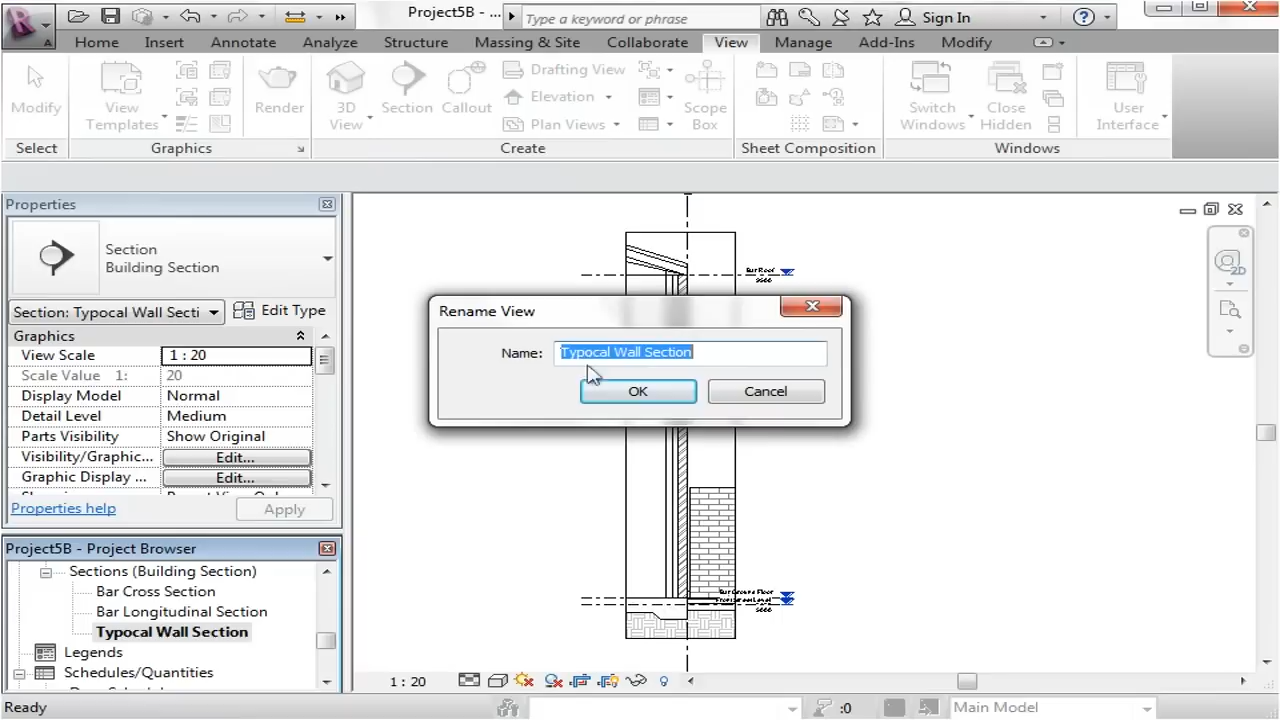 Project5B - ...
Type a keyword or phrase
Sign In
Home Insert Annotate Analyze Structure Massing & Site Collaborate View Manage Add-Ins Modify
Modify
View Templates
Render
3D View
Section
Callout
Drafting View
Elevation
Plan Views
Scope Box
Switch Windows
Close Hidden
User Interface
Select Graphics Create Sheet Composition Windows
Properties
Section
Building Section
Section: Typocal Wall Secti
Edit Type
Graphics
View Scale 1 : 20
Scale Value 1: 20
Display Model Normal
Detail Level Medium
Parts Visibility Show Original
Visibility/Graphic... Edit...
Graphic Display ... Edit...
Properties help
Apply
Project5B - Project Browser
Sections (Building Section)
Bar Cross Section
Bar Longitudinal Section
Typocal Wall Section
Legends
Schedules/Quantities
Bar Roof
2D
Rename View
Name: Typocal Wall Section
OK Cancel
Bar Ground Floor
1 : 20
Ready
:0
Main Model